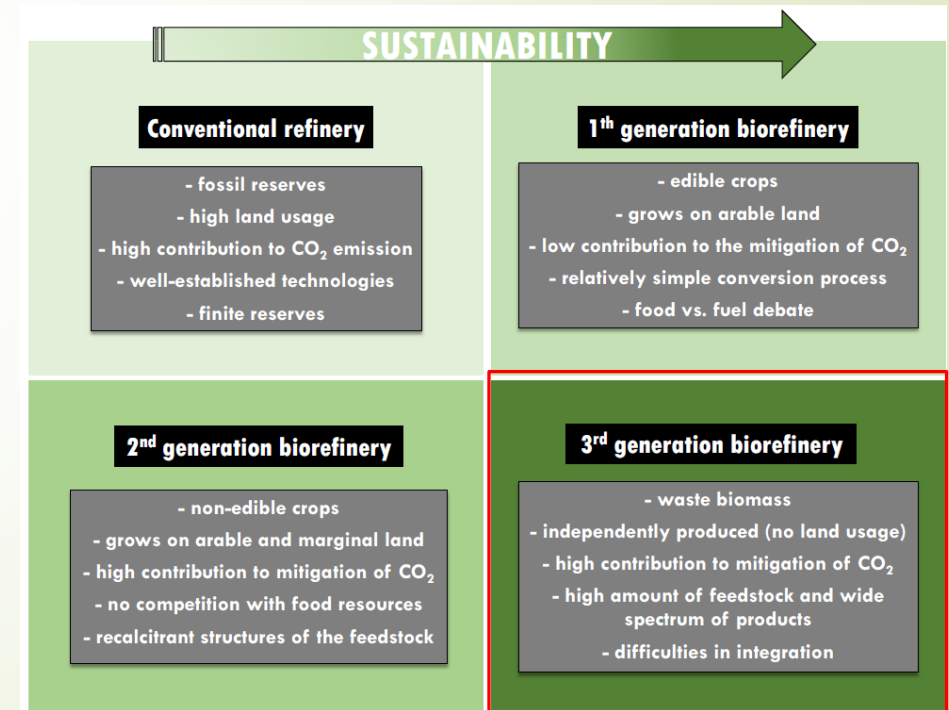 SUSTAINABILITY
Conventional refinery
- fossil reserves
- high land usage
- high contribution to CO₂ emission
- well-established technologies
- finite reserves
1th generation biorefinery
- edible crops
- grows on arable land
- low contribution to the mitigation of CO₂
- relatively simple conversion process
- food vs. fuel debate
2nd generation biorefinery
- non-edible crops
- grows on arable and marginal land
- high contribution to mitigation of CO₂
- no competition with food resources
- recalcitrant structures of the feedstock
3rd generation biorefinery
- waste biomass
- independently produced (no land usage)
- high contribution to mitigation of CO₂
- high amount of feedstock and wide
spectrum of products
- difficulties in integration